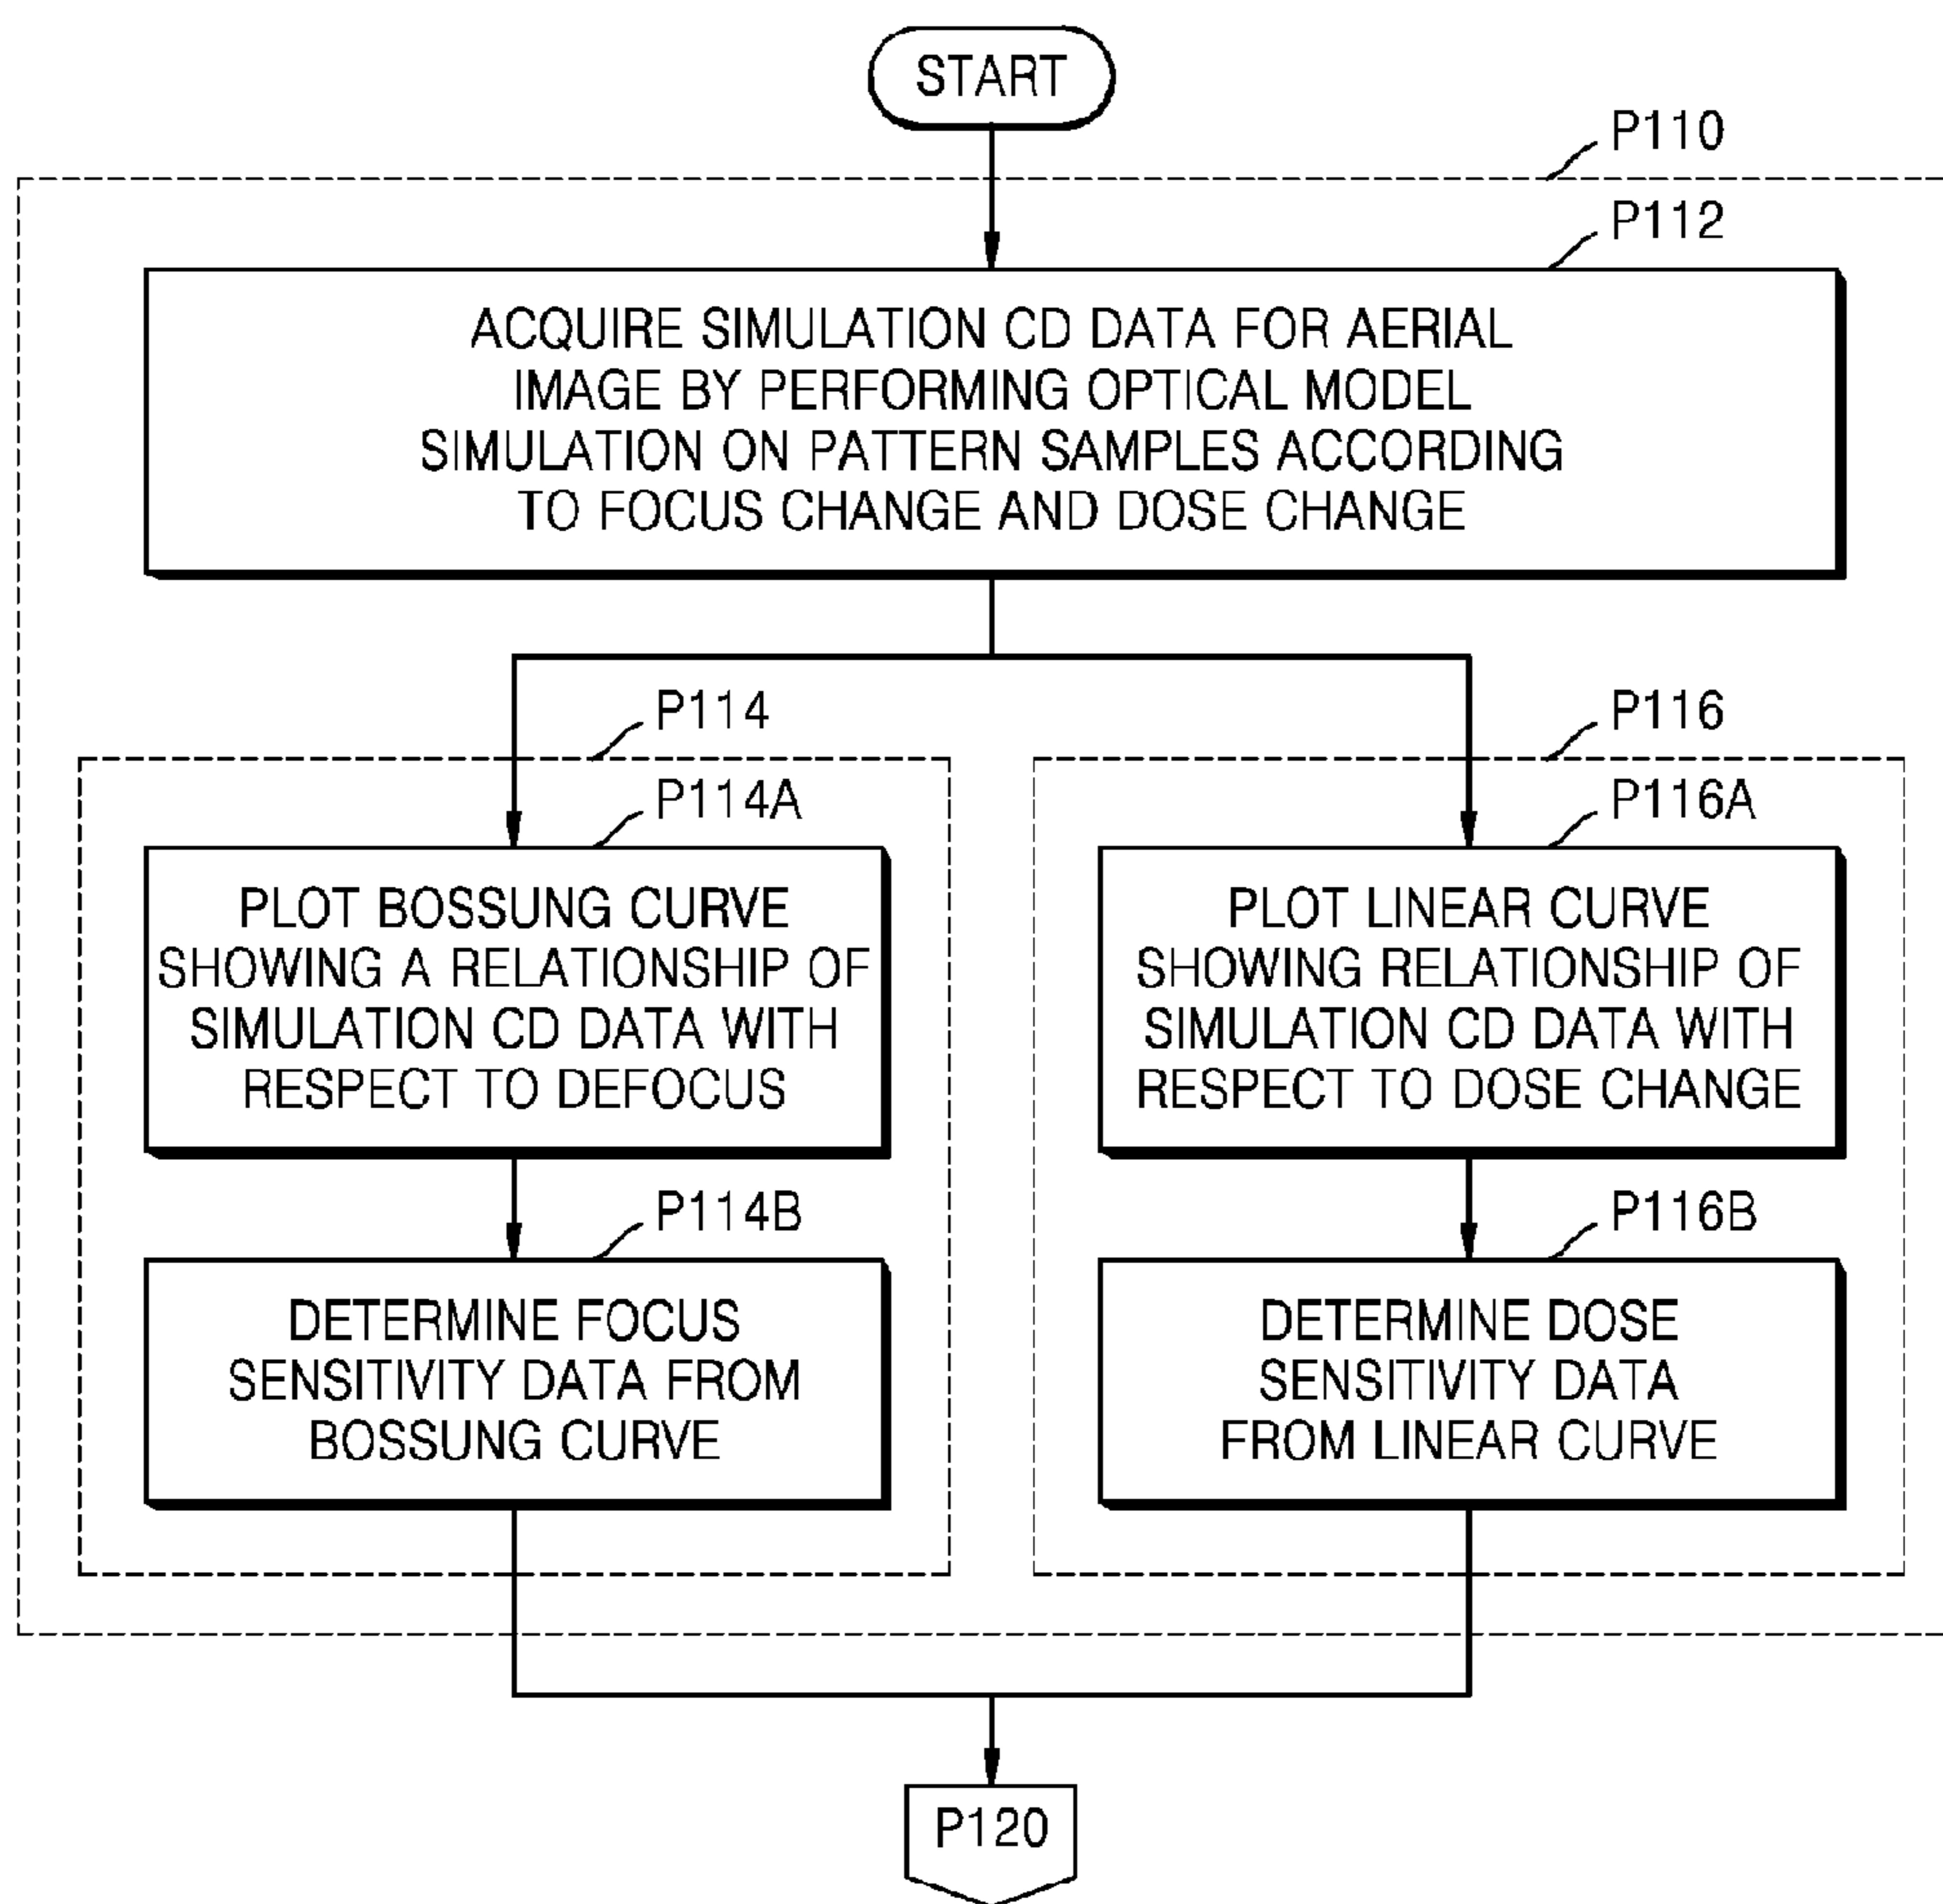 START
P110
P112
ACQUIRE SIMULATION CD DATA FOR AERIAL
IMAGE BY PERFORMING OPTICAL MODEL
SIMULATION ON PATTERN SAMPLES ACCORDING
TO FOCUS CHANGE AND DOSE CHANGE
P114
P114A
PLOT BOSSUNG CURVE
SHOWING A RELATIONSHIP OF
SIMULATION CD DATA WITH
RESPECT TO DEFOCUS
P114B
DETERMINE FOCUS
SENSITIVITY DATA FROM
BOSSUNG CURVE
P116
P116A
PLOT LINEAR CURVE
SHOWING RELATIONSHIP OF
SIMULATION CD DATA WITH
RESPECT TO DOSE CHANGE
P116B
DETERMINE DOSE
SENSITIVITY DATA
FROM LINEAR CURVE
P120